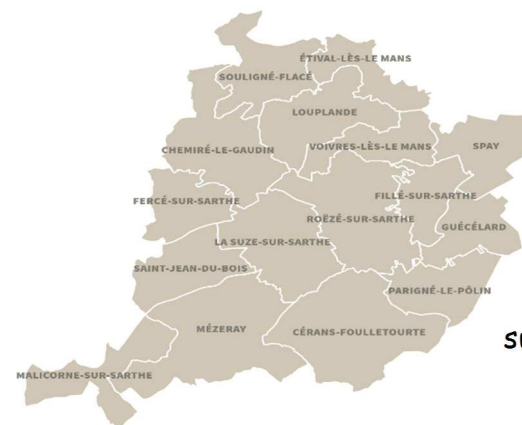 ÉTIVAL-LÈS-LE MANS
SOULIGNÉ-FLACÉ
LOUPLANDE
CHEMIRÉ-LE-GAUDIN
VOIVRES-LÈS-LE MANS
SPAY
FERCÉ-SUR-SARTHE
FILLÉ-SUR-SARTHE
ROËZÉ-SUR-SARTHE
GUÉCÉLARD
LA SUZE-SUR-SARTHE
SAINT-JEAN-DU-BOIS
PARIGNÉ-LE-PÔLIN
MÉZERAY
CÉRANS-FOULLETOURTE
MALICORNE-SUR-SARTHE